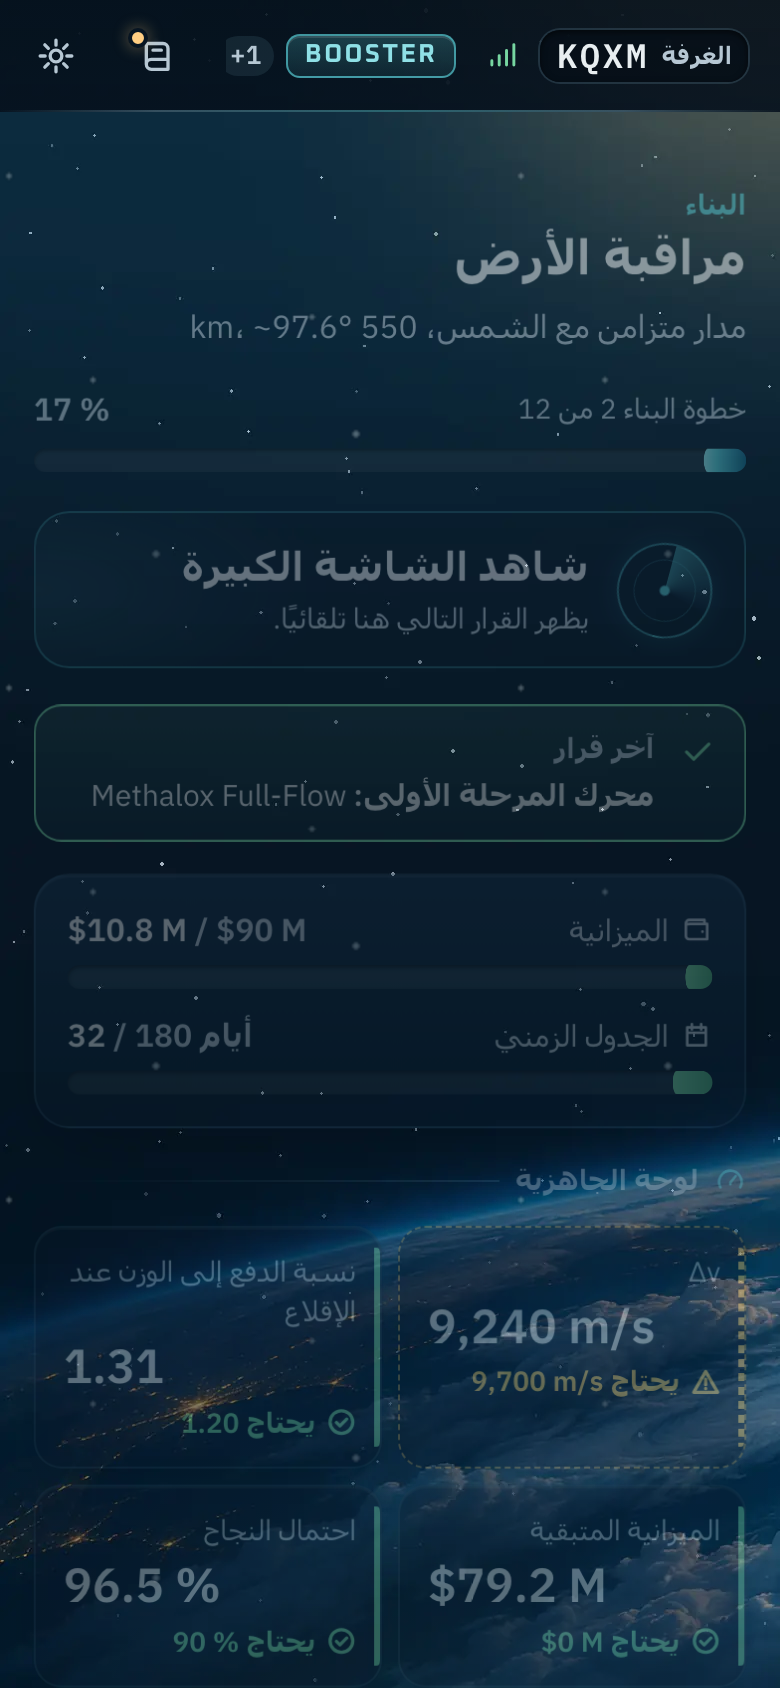 الغرفة KQXM
BOOSTER
+1
البناء
مراقبة الأرض
مدار متزامن مع الشمس، 550 km، ~97.6°
خطوة البناء 2 من 12
17 %
شاهد الشاشة الكبيرة
يظهر القرار التالي هنا تلقائيًا.
آخر قرار
محرك المرحلة الأولى: Methalox Full-Flow
الميزانية
$10.8 M / $90 M
الجدول الزمني
32 / 180 أيام
لوحة الجاهزية
Δv
9,240 m/s
يحتاج 9,700 m/s
نسبة الدفع إلى الوزن عند
الإقلاع
1.31
يحتاج 1.20
الميزانية المتبقية
$79.2 M
يحتاج $0 M
احتمال النجاح
96.5 %
يحتاج 90 %